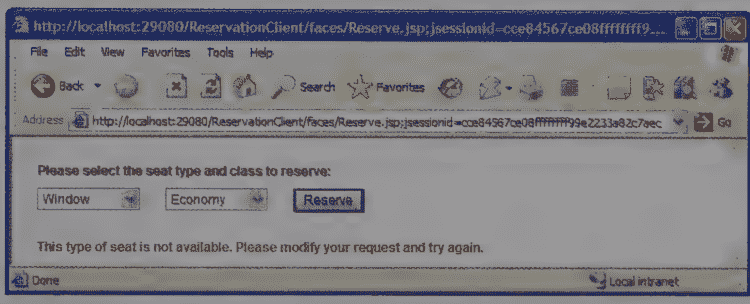 http://localhost:29080/ReservationClient/faces/Reserve.jsp;jsessionid=cce84567ce08ffffffff9...
File Edit View Favorites Tools Help
Back Search Favorites
Address http://localhost:29080/ReservationClient/faces/Reserve.jsp;jsessionid=cce84567ce08ffffffff99e2233a82c7aec Go
Please select the seat type and class to reserve:
Window Economy Reserve
This type of seat is not available. Please modify your request and try again.
Done Local intranet